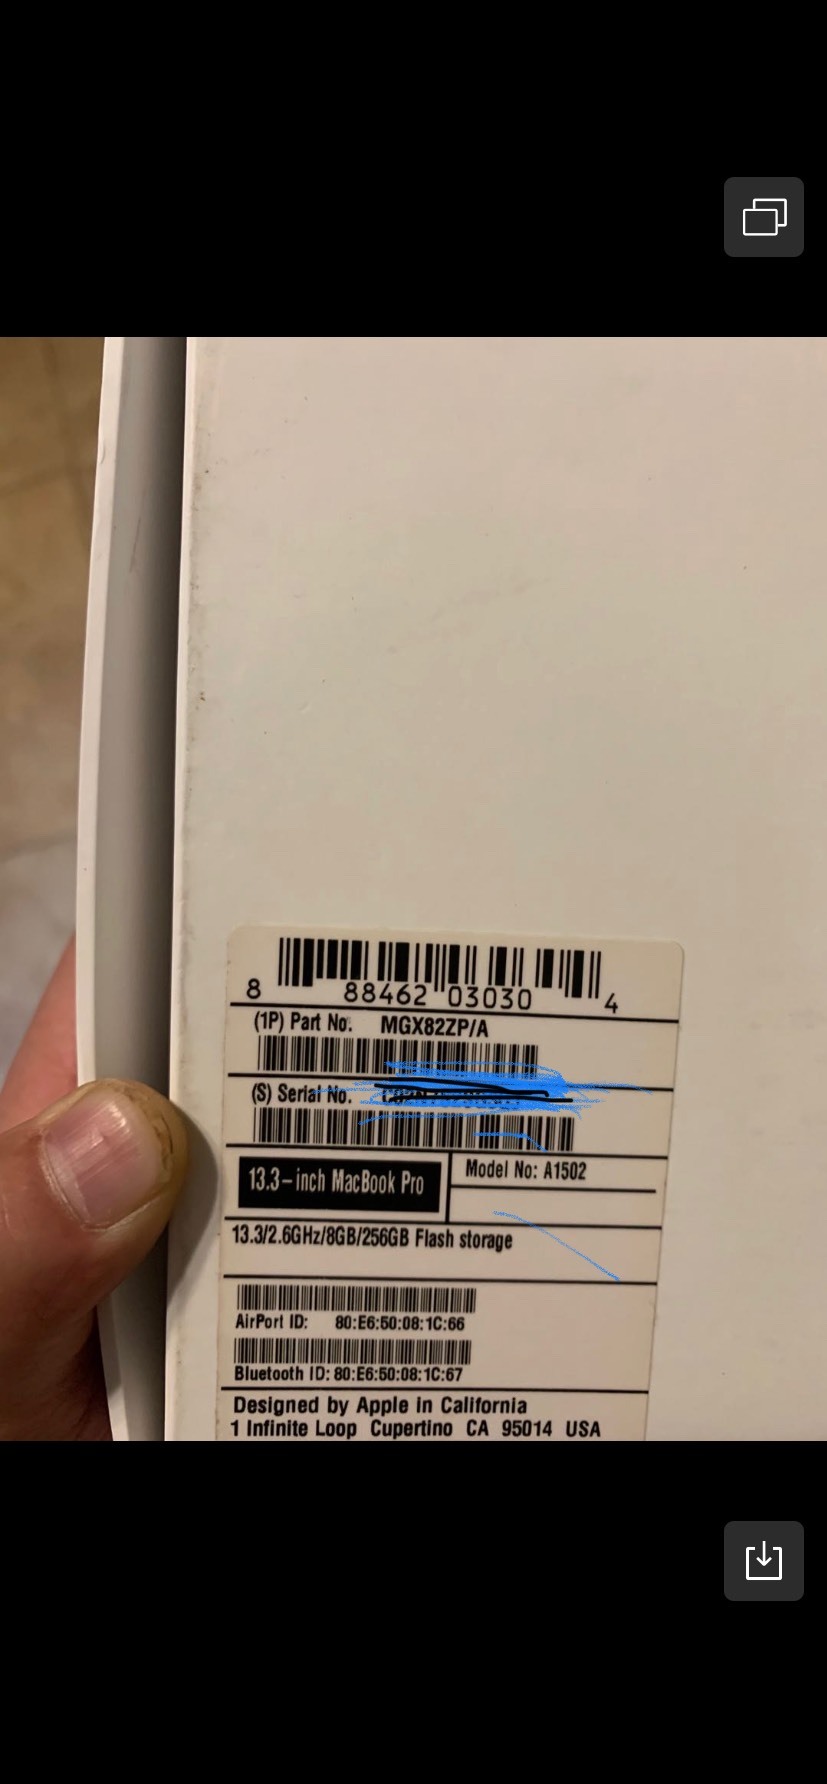 8 88462 03030 4
(1P) Part No. MGX82ZP/A
(S) Serial No.
13.3-inch MacBook Pro
Model No: A1502
13.3/2.6GHz/8GB/256GB Flash storage
AirPort ID: 80:E6:50:08:1C:66
Bluetooth ID: 80:E6:50:08:1C:67
Designed by Apple in California
1 Infinite Loop Cupertino CA 95014 USA